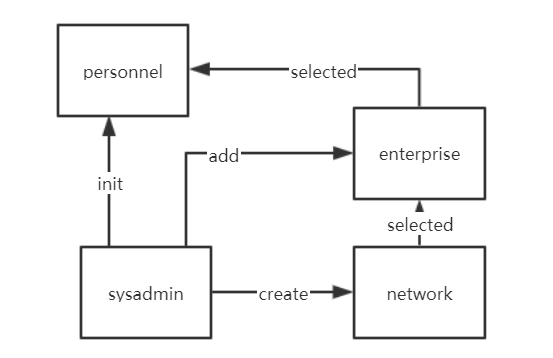 personnel
selected
add
enterprise
init
selected
sysadmin
create
network